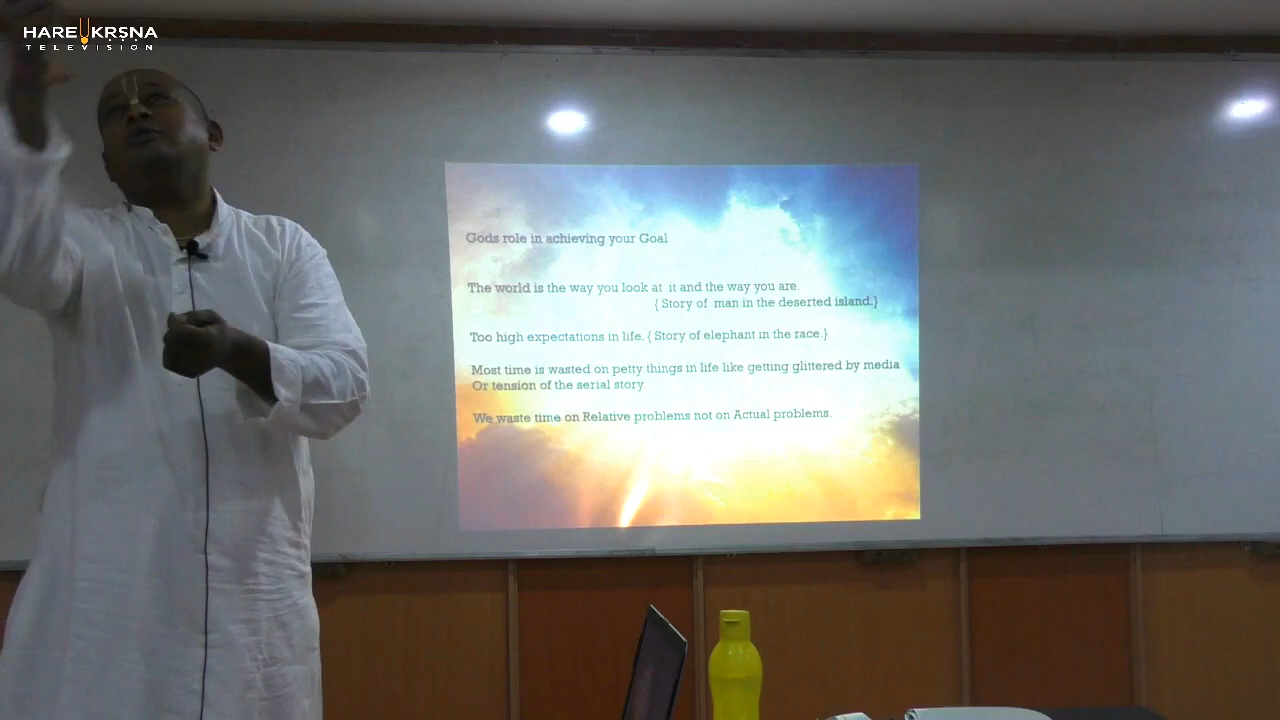 HARE KRSNA
TELEVISION
Gods role in achieving your Goal
The world is the way you look at it and the way you are.
{ Story of man in the deserted island.}
Too high expectations in life. { Story of elephant in the race.}
Most time is wasted on petty things in life like getting glittered by media
Or tension of the serial story.
We waste time on Relative problems not on Actual problems.